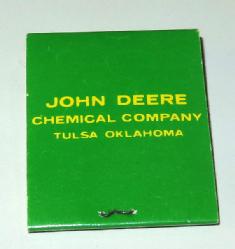 JOHN DEERE
CHEMICAL COMPANY
TULSA OKLAHOMA